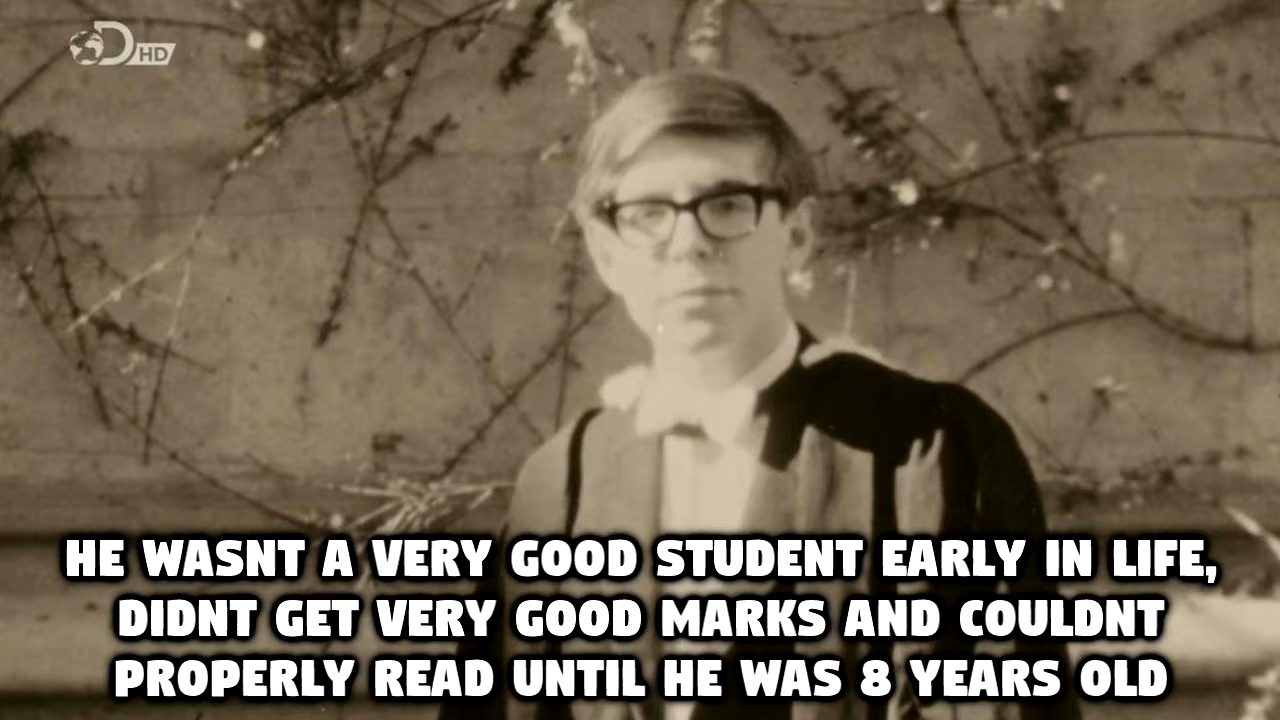 D HD
HE WASNT A VERY GOOD STUDENT EARLY IN LIFE,
DIDNT GET VERY GOOD MARKS AND COULDNT
PROPERLY READ UNTIL HE WAS 8 YEARS OLD